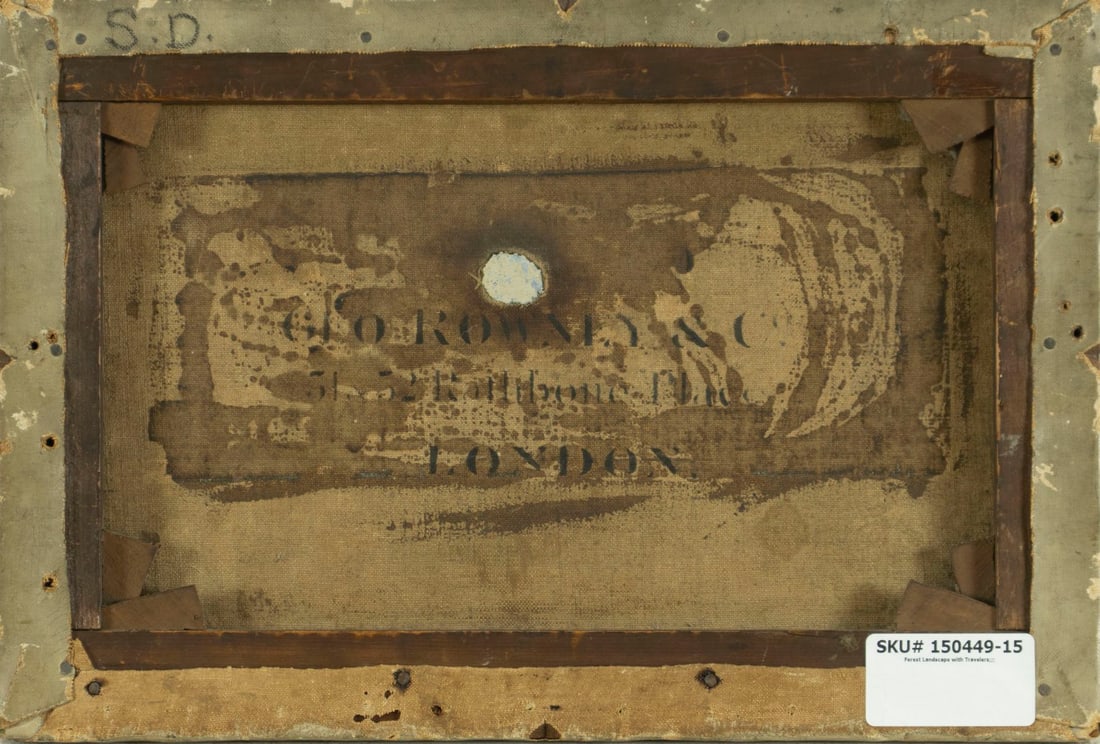 S.D.
GEO. ROWNEY & Co.
51 & 52 Rathbone Place
LONDON.
SKU# 150449-15
Forest Landscape with Travelers;;;